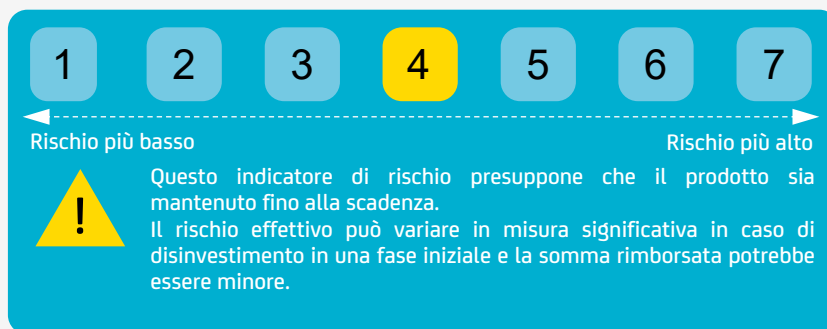 1 2 3 4 5 6 7
Rischio più basso Rischio più alto
!
Questo indicatore di rischio presuppone che il prodotto sia
mantenuto fino alla scadenza.
Il rischio effettivo può variare in misura significativa in caso di
disinvestimento in una fase iniziale e la somma rimborsata potrebbe
essere minore.